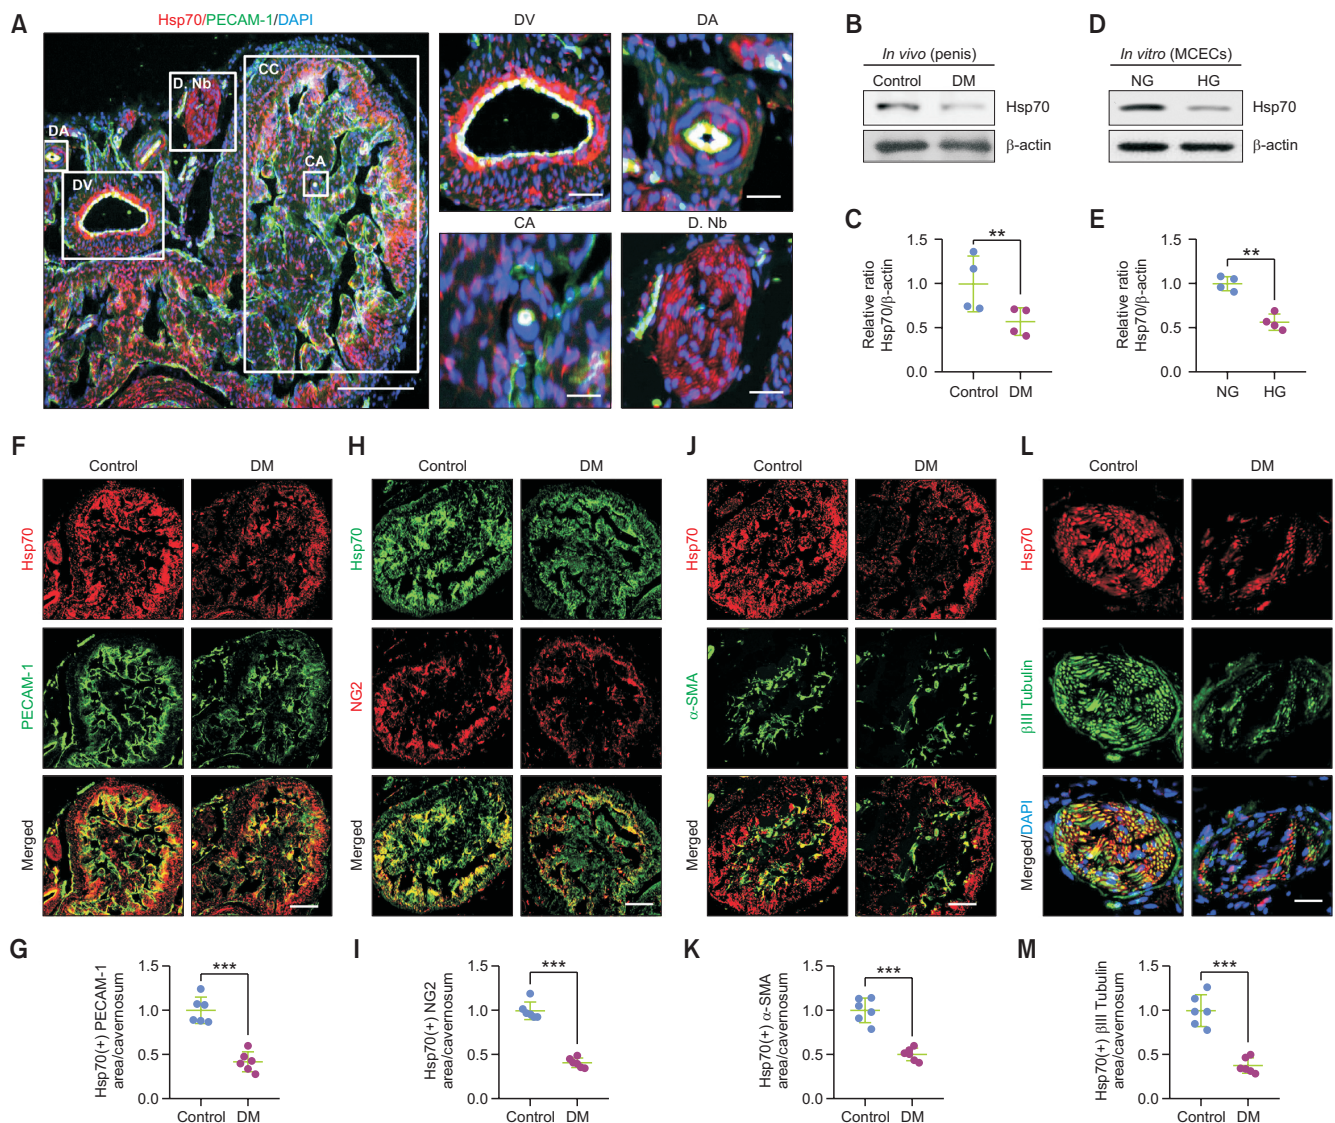 A
Hsp70/PECAM-1/DAPI
DV
DA
CC
D. Nb
DA
CA
DV
CA
D. Nb
B
In vivo (penis)
Control DM
Hsp70
β-actin
D
In vitro (MCECs)
NG HG
Hsp70
β-actin
C
Relative ratio
Hsp70/β-actin
1.5
1.0
0.5
0.0
**
Control DM
E
Relative ratio
Hsp70/β-actin
1.5
1.0
0.5
0.0
**
NG HG
F
Control DM
Hsp70
PECAM-1
Merged
H
Control DM
Hsp70
NG2
Merged
J
Control DM
Hsp70
α-SMA
Merged
L
Control DM
Hsp70
βIII Tubulin
Merged/DAPI
G
Hsp70(+) PECAM-1
area/cavernosum
1.5
1.0
0.5
0.0
***
Control DM
I
Hsp70(+) NG2
area/cavernosum
1.5
1.0
0.5
0.0
***
Control DM
K
Hsp70(+) α-SMA
area/cavernosum
1.5
1.0
0.5
0.0
***
Control DM
M
Hsp70(+) βIII Tubulin
area/cavernosum
1.5
1.0
0.5
0.0
***
Control DM